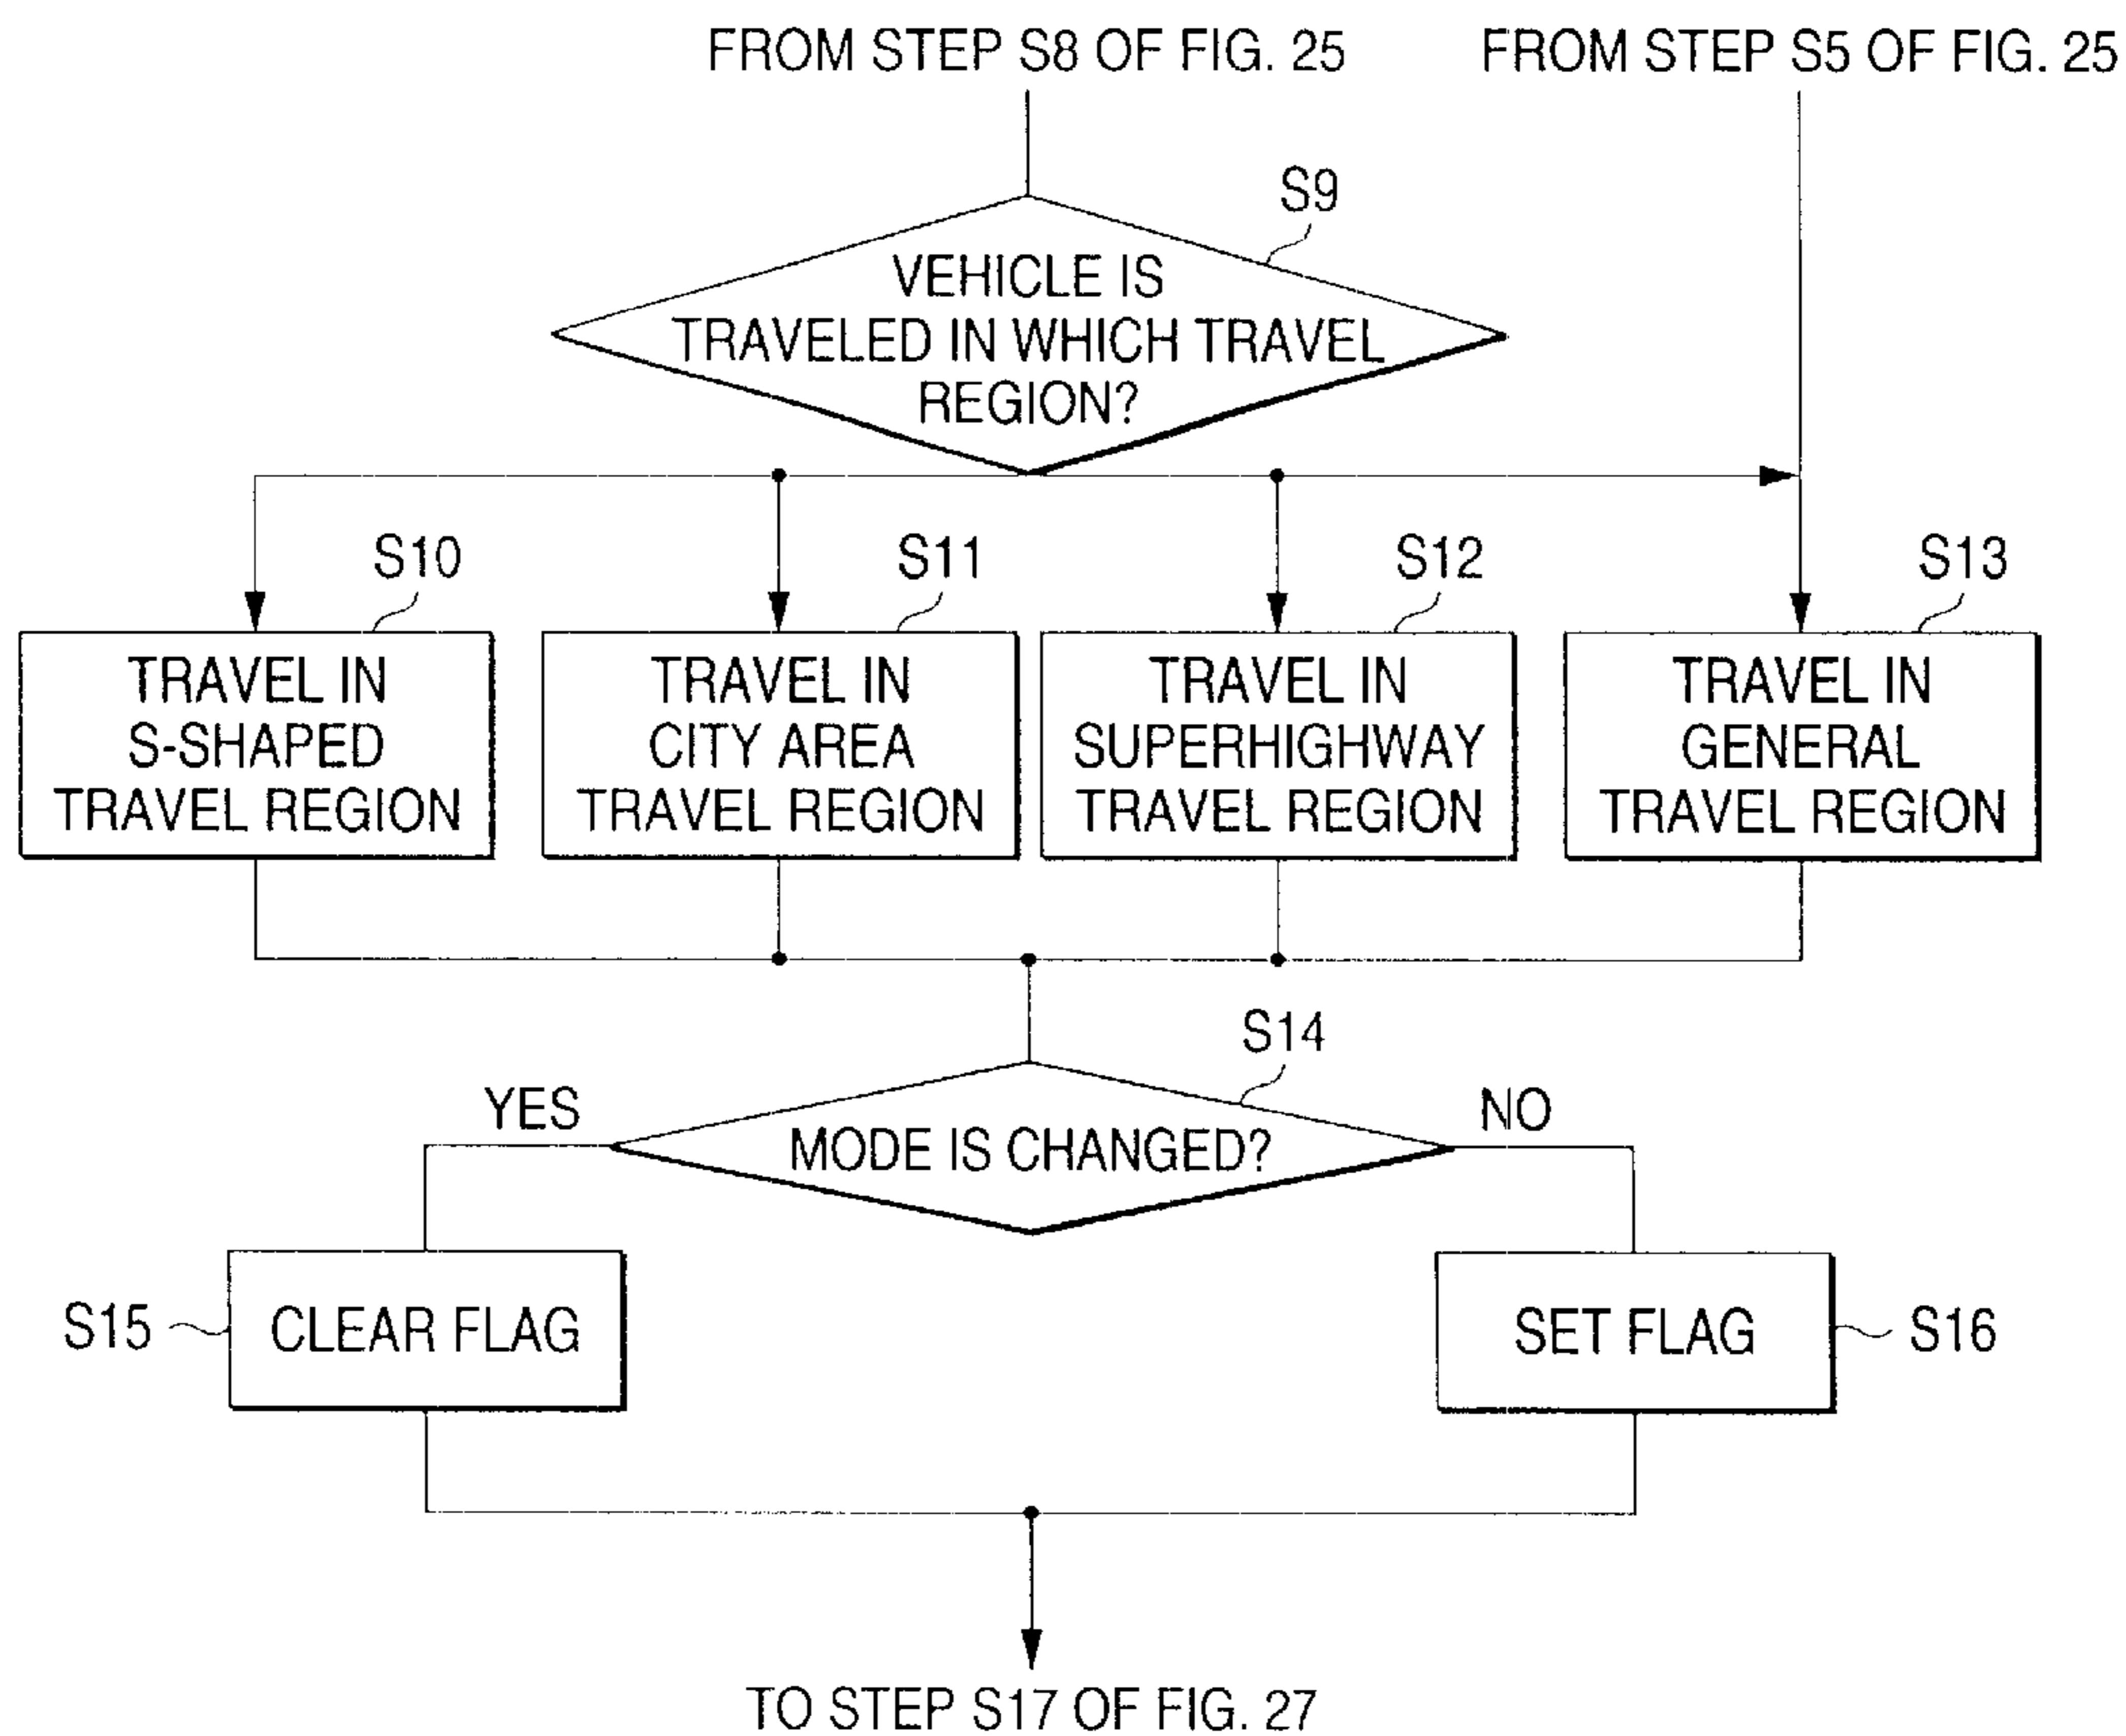 FROM STEP S8 OF FIG. 25
FROM STEP S5 OF FIG. 25
S9
VEHICLE IS
TRAVELED IN WHICH TRAVEL
REGION?
S10
S11
S12
S13
TRAVEL IN
S-SHAPED
TRAVEL REGION
TRAVEL IN
CITY AREA
TRAVEL REGION
TRAVEL IN
SUPERHIGHWAY
TRAVEL REGION
TRAVEL IN
GENERAL
TRAVEL REGION
S14
YES
MODE IS CHANGED?
NO
S15
CLEAR FLAG
SET FLAG
S16
TO STEP S17 OF FIG. 27